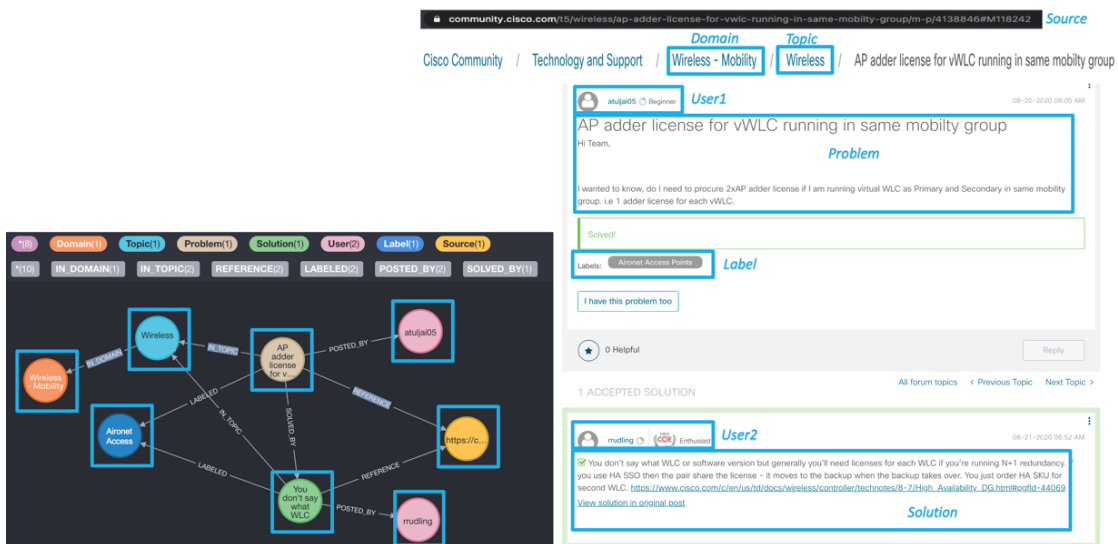 community.cisco.com/t5/wireless/ap-adder-license-for-vwlc-running-in-same-mobilty-group/m-p/4138846#M118242 Source
Domain Topic
Cisco Community / Technology and Support / Wireless - Mobility / Wireless / AP adder license for vWLC running in same mobilty group
atuljai05 Beginner User1 08-20-2020 08:05 AM
AP adder license for vWLC running in same mobilty group
Hi Team,
Problem
I wanted to know, do I need to procure 2xAP adder license if I am running virtual WLC as Primary and Secondary in same mobility
group. i.e 1 adder license for each vWLC.
Solved!
Labels: Aironet Access Points Label
I have this problem too
0 Helpful Reply
All forum topics < Previous Topic Next Topic >
1 ACCEPTED SOLUTION
rrudling CCIE Enthusiast User2 08-21-2020 06:52 AM
You don't say what WLC or software version but generally you'll need licenses for each WLC if you're running N+1 redundancy.
you use HA SSO then the pair share the license – it moves to the backup when the backup takes over. You just order HA SKU for
second WLC. https://www.cisco.com/c/en/us/td/docs/wireless/controller/technotes/8-7/High_Availability_DG.html#pgfid-44069
View solution in original post
Solution
*(8) Domain(1) Topic(1) Problem(1) Solution(1) User(2) Label(1) Source(1)
*(10) IN_DOMAIN(1) IN_TOPIC(2) REFERENCE(2) LABELED(2) POSTED_BY(2) SOLVED_BY(1)
Wireless
atuljai05
AP
adder
license
for v...
POSTED_BY
IN_TOPIC
IN_DOMAIN
Wireless
- Mobility
LABELED
REFERENCE
IN_TOPIC
SOLVED_BY
Aironet
Access
https://c...
LABELED
REFERENCE
You
don't say
what
WLC
POSTED_BY
rrudling